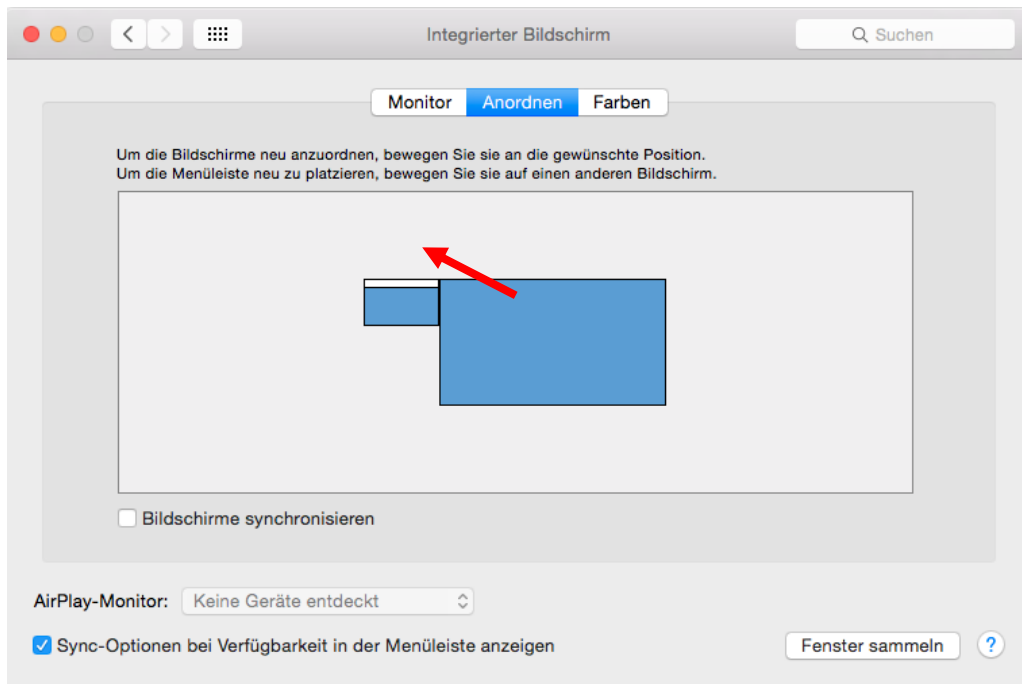 Integrierter Bildschirm
Suchen
Monitor Anordnen Farben
Um die Bildschirme neu anzuordnen, bewegen Sie sie an die gewünschte Position.
Um die Menüleiste neu zu platzieren, bewegen Sie sie auf einen anderen Bildschirm.
Bildschirme synchronisieren
AirPlay-Monitor: Keine Geräte entdeckt
Sync-Optionen bei Verfügbarkeit in der Menüleiste anzeigen
Fenster sammeln ?